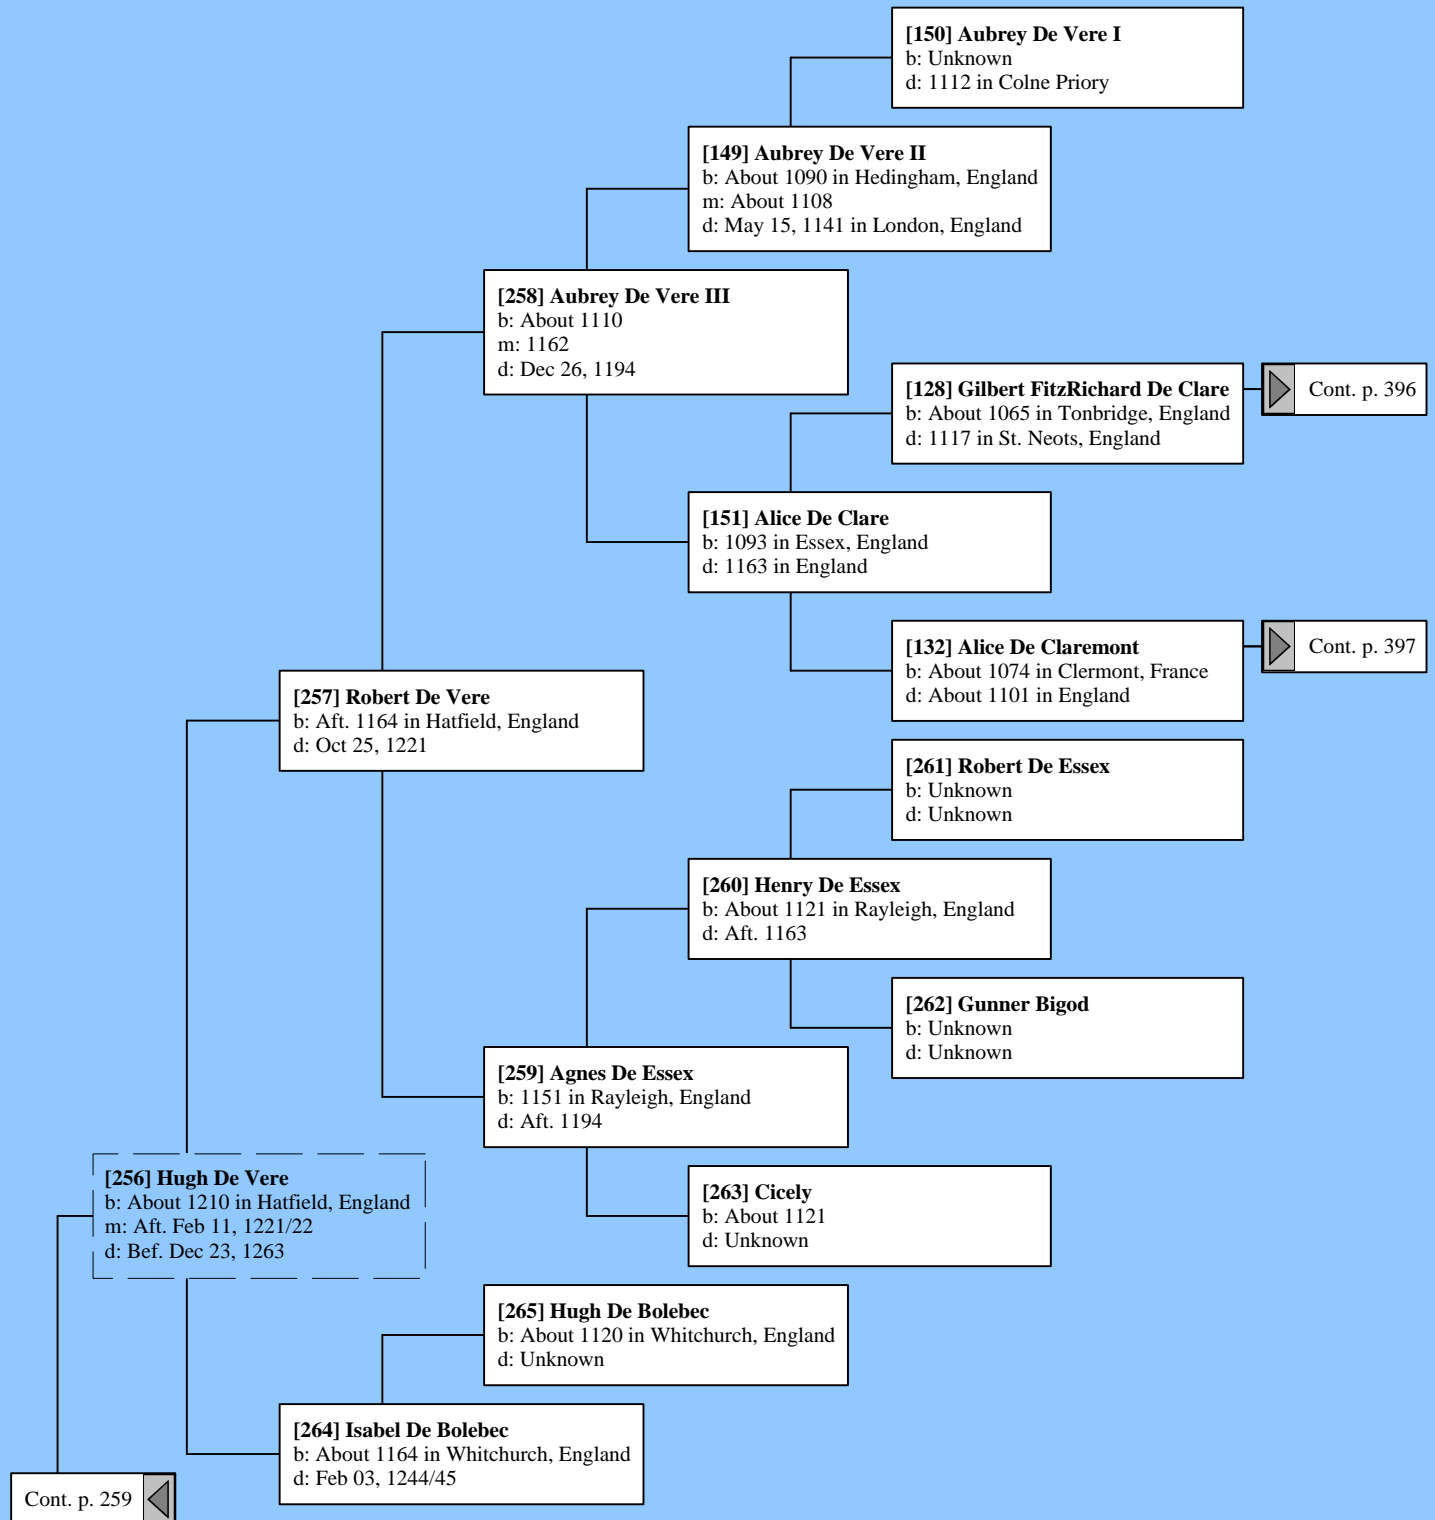 [150] Aubrey De Vere I
b: Unknown
d: 1112 in Colne Priory
[149] Aubrey De Vere II
b: About 1090 in Hedingham, England
m: About 1108
d: May 15, 1141 in London, England
[258] Aubrey De Vere III
b: About 1110
m: 1162
d: Dec 26, 1194
[128] Gilbert FitzRichard De Clare
b: About 1065 in Tonbridge, England
d: 1117 in St. Neots, England
Cont. p. 396
[151] Alice De Clare
b: 1093 in Essex, England
d: 1163 in England
[132] Alice De Claremont
b: About 1074 in Clermont, France
d: About 1101 in England
Cont. p. 397
[257] Robert De Vere
b: Aft. 1164 in Hatfield, England
d: Oct 25, 1221
[261] Robert De Essex
b: Unknown
d: Unknown
[260] Henry De Essex
b: About 1121 in Rayleigh, England
d: Aft. 1163
[262] Gunner Bigod
b: Unknown
d: Unknown
[259] Agnes De Essex
b: 1151 in Rayleigh, England
d: Aft. 1194
[256] Hugh De Vere
b: About 1210 in Hatfield, England
m: Aft. Feb 11, 1221/22
d: Bef. Dec 23, 1263
[263] Cicely
b: About 1121
d: Unknown
[265] Hugh De Bolebec
b: About 1120 in Whitchurch, England
d: Unknown
[264] Isabel De Bolebec
b: About 1164 in Whitchurch, England
d: Feb 03, 1244/45
Cont. p. 259